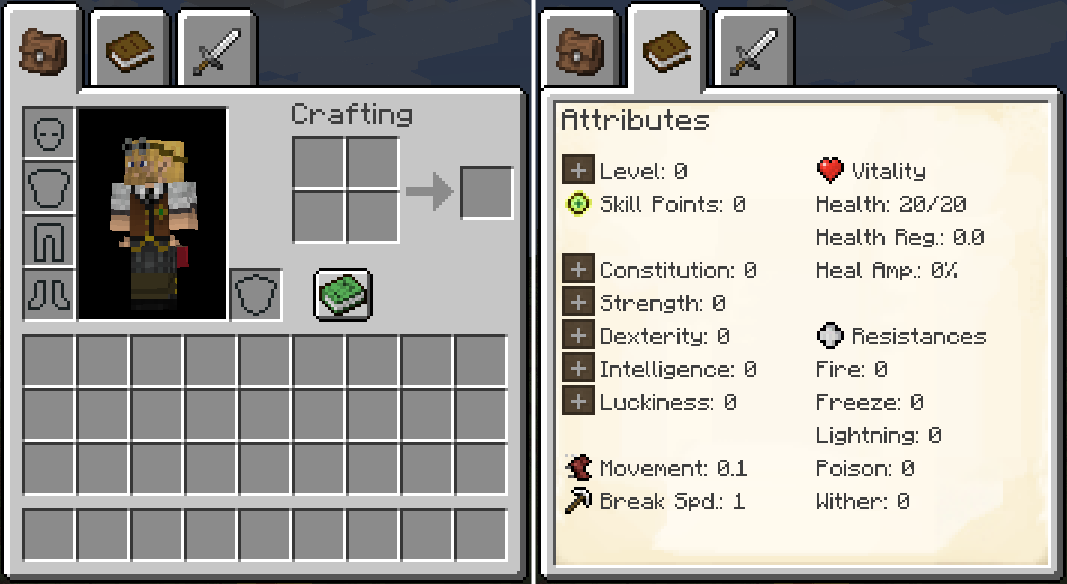 Crafting
Attributes
Level: 0
Skill Points: 0
Constitution: 0
Strength: 0
Dexterity: 0
Intelligence: 0
Luckiness: 0
Movement: 0.1
Break Spd.: 1
Vitality
Health: 20/20
Health Reg.: 0.0
Heal Amp.: 0%
Resistances
Fire: 0
Freeze: 0
Lightning: 0
Poison: 0
Wither: 0